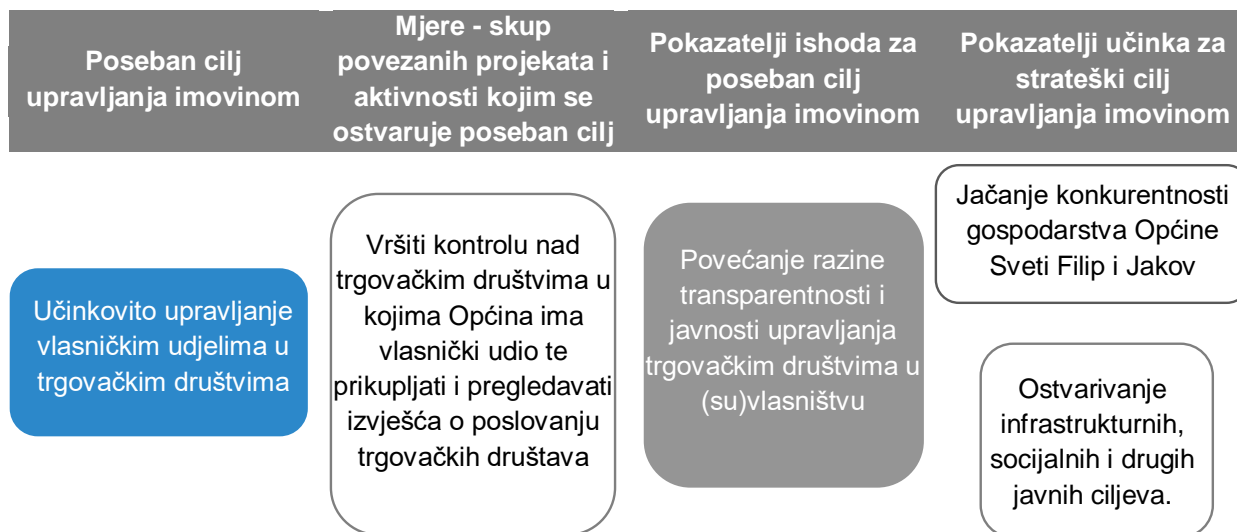 Poseban cilj
upravljanja imovinom
Mjere - skup
povezanih projekata i
aktivnosti kojim se
ostvaruje poseban cilj
Pokazatelji ishoda za
poseban cilj
upravljanja imovinom
Pokazatelji učinka za
strateški cilj
upravljanja imovinom
Učinkovito upravljanje
vlasničkim udjelima u
trgovačkim društvima
Vršiti kontrolu nad
trgovačkim društvima u
kojima Općina ima
vlasnički udio te
prikupljati i pregledavati
izvješća o poslovanju
trgovačkih društava
Povećanje razine
transparentnosti i
javnosti upravljanja
trgovačkim društvima u
(su)vlasništvu
Jačanje konkurentnosti
gospodarstva Općine
Sveti Filip i Jakov
Ostvarivanje
infrastrukturnih,
socijalnih i drugih
javnih ciljeva.